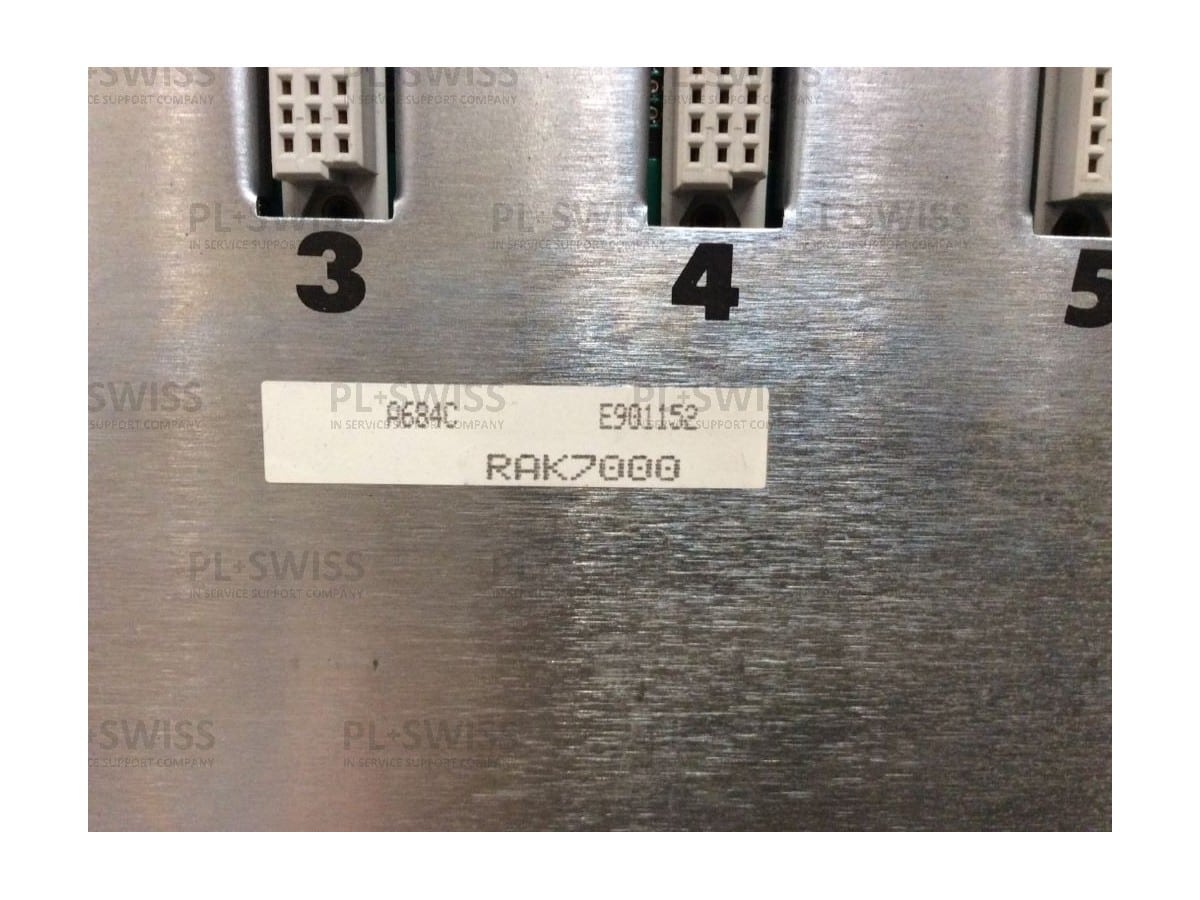 3 4 5
A684C E901152
RAK7000
PL+SWISS
IN SERVICE SUPPORT COMPANY